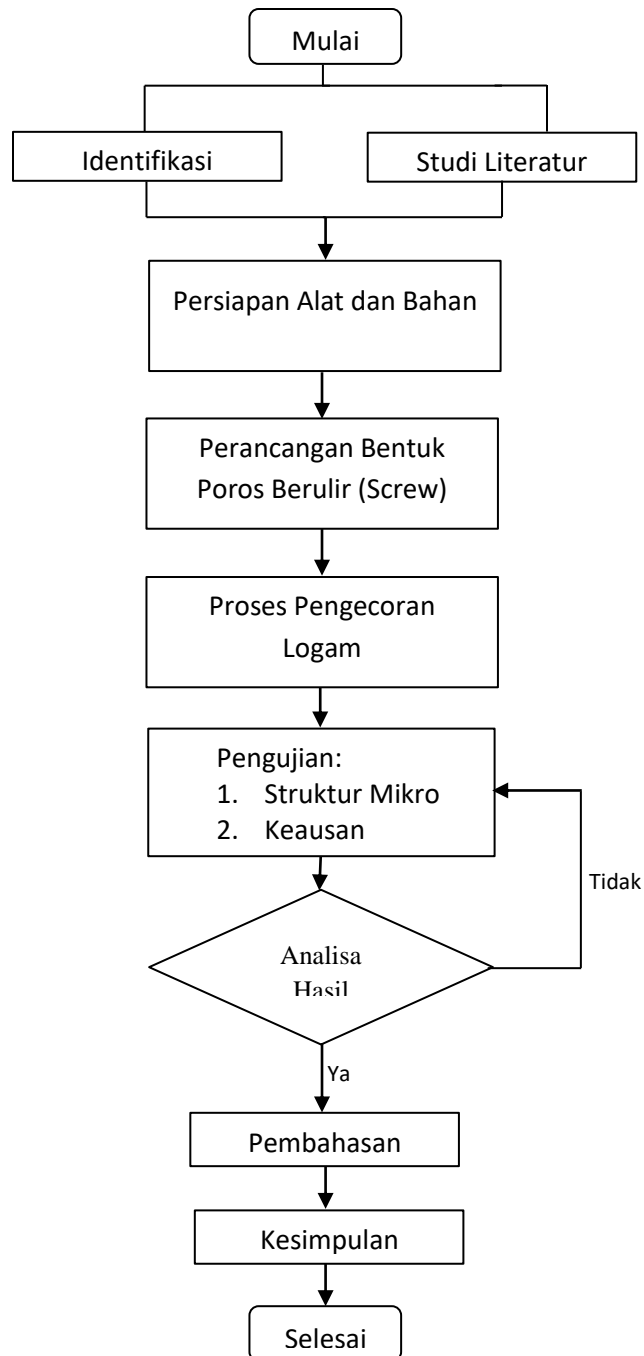 Mulai
Identifikasi
Studi Literatur
Persiapan Alat dan Bahan
Perancangan Bentuk
Poros Berulir (Screw)
Proses Pengecoran
Logam
Pengujian:
1. Struktur Mikro
2. Keausan
Tidak
Analisa
Hasil
Ya
Pembahasan
Kesimpulan
Selesai